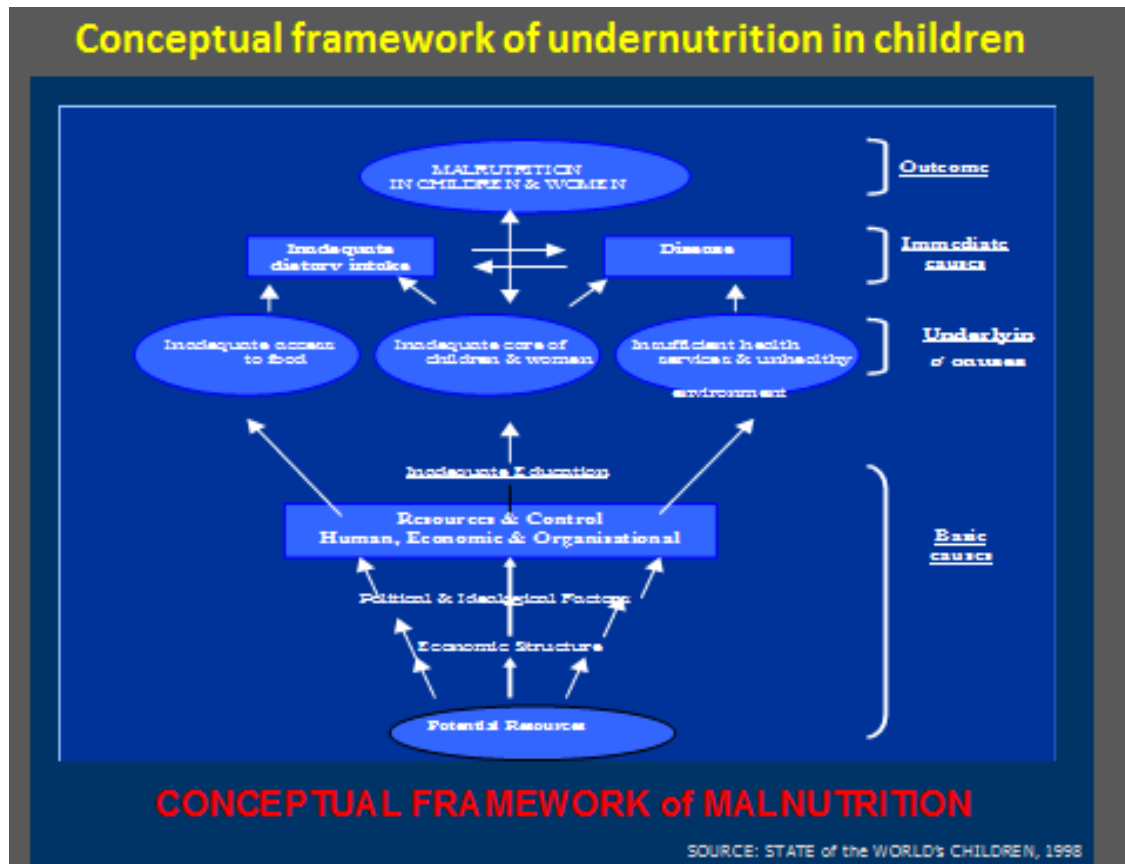 Conceptual framework of undernutrition in children
MALRUTRITION
IN CHILDREN & WOMEN
Outcome
Inadequate
dietary intake
Disease
Immediate
causes
Inadequate access
to food
Inadequate care of
children & women
Insufficient health
services & unhealthy
environment
Underlyin
g causes
Inadequate Education
Resources & Control
Human, Economic & Organisational
Basic
causes
Political & Ideological Factors
Economic Structure
Potential Resources
CONCEPTUAL FRAMEWORK of MALNUTRITION
SOURCE: STATE of the WORLD's CHILDREN, 1998